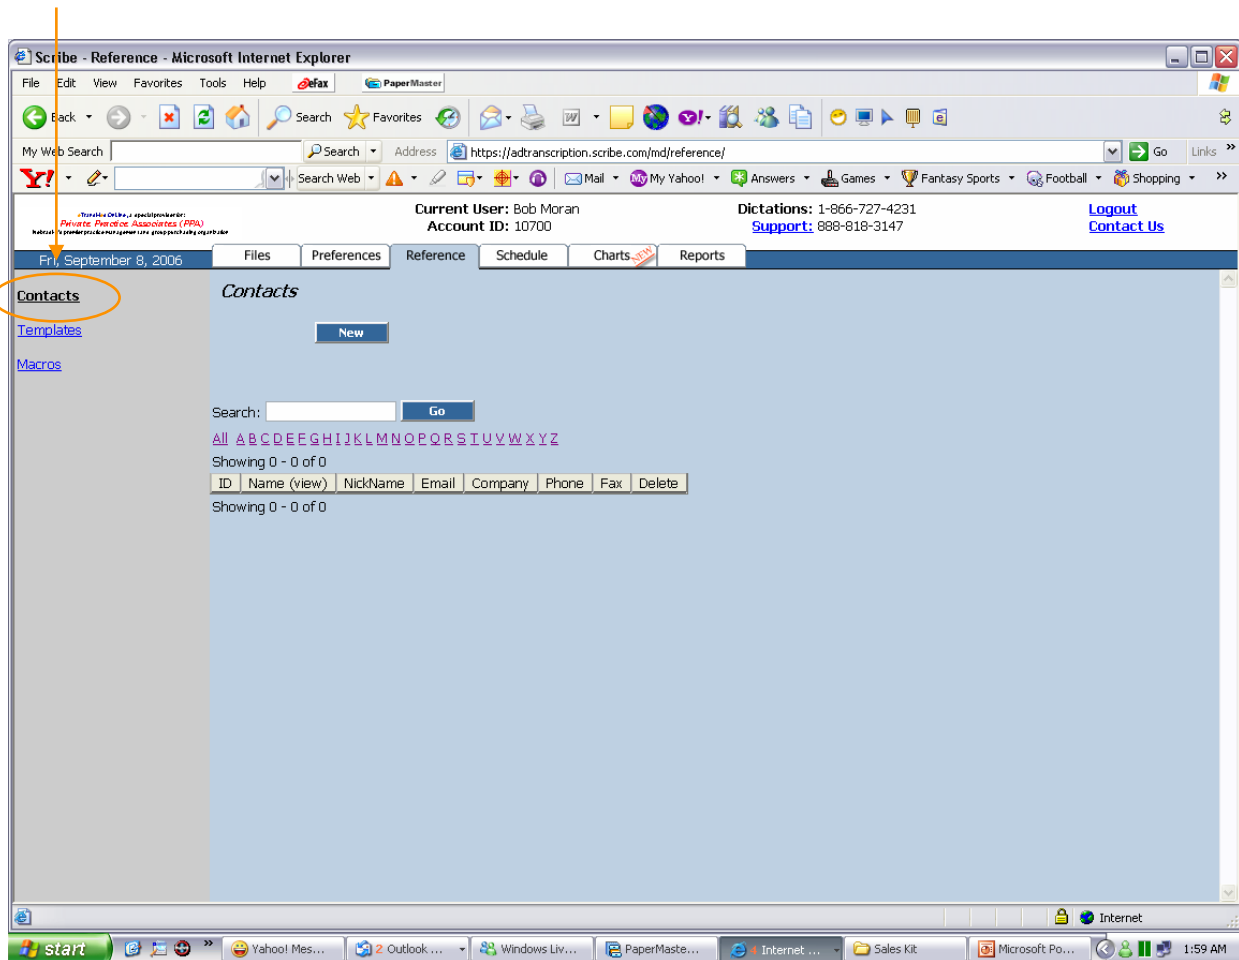 Scribe - Reference - Microsoft Internet Explorer
File Edit View Favorites Tools Help eFax PaperMaster
Back Search Favorites
My Web Search Search Address https://adtranscription.scribe.com/md/reference/ Go Links »
Y! Search Web Mail My Yahoo! Answers Games Fantasy Sports Football Shopping »
Private Practice Associates (PPA)
Current User: Bob Moran Dictations: 1-866-727-4231 Logout
Account ID: 10700 Support: 888-818-3147 Contact Us
Fri, September 8, 2006 Files Preferences Reference Schedule Charts NEW Reports
Contacts Contacts
Templates New
Macros
Search: Go
All A B C D E F G H I J K L M N O P Q R S T U V W X Y Z
Showing 0 - 0 of 0
ID Name (view) NickName Email Company Phone Fax Delete
Showing 0 - 0 of 0
Internet
start » Yahoo! Mes... 2 Outlook ... Windows Liv... PaperMaste... 4 Internet ... Sales Kit Microsoft Po... 1:59 AM